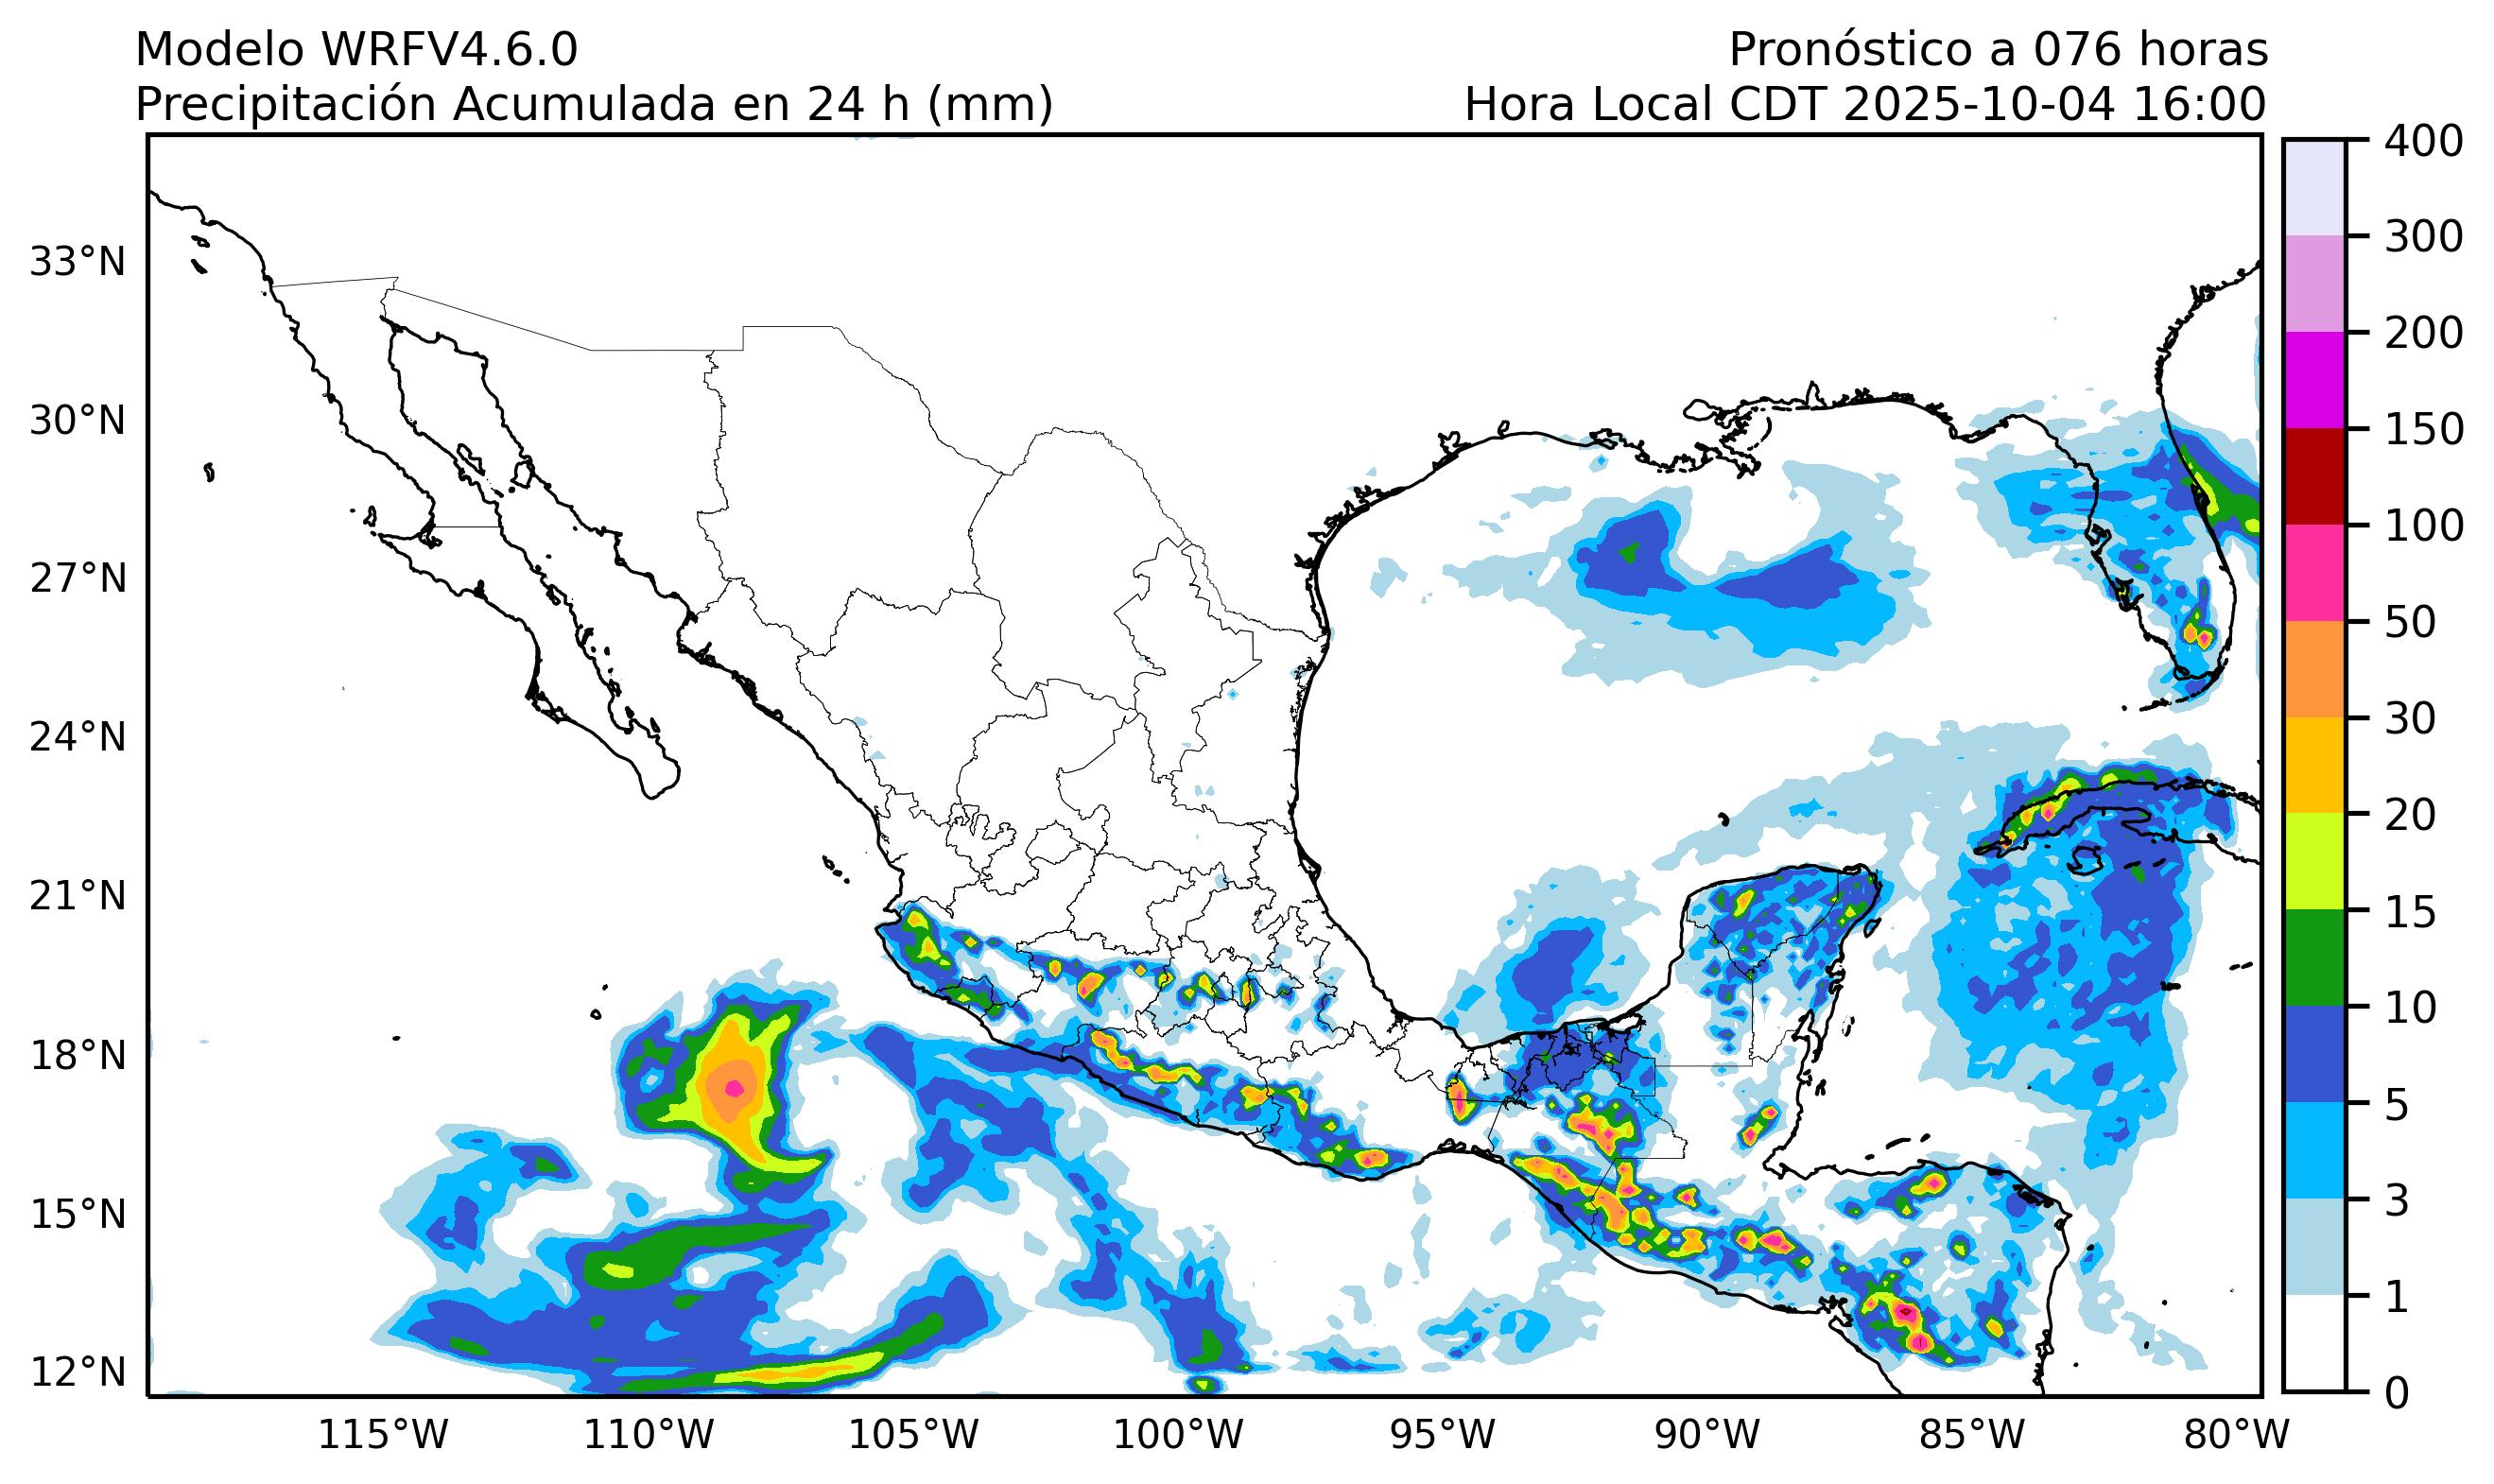 Modelo WRFV4.6.0
Precipitación Acumulada en 24 h (mm)
Pronóstico a 076 horas
Hora Local CDT 2025-10-04 16:00
33°N
30°N
27°N
24°N
21°N
18°N
15°N
12°N
115°W
110°W
105°W
100°W
95°W
90°W
85°W
80°W
400
300
200
150
100
50
30
20
15
10
5
3
1
0